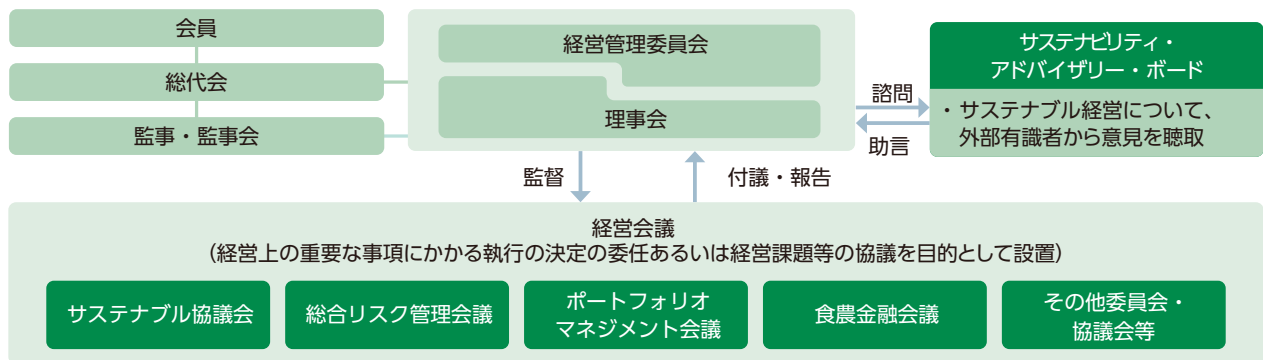 会員
総代会
監事・監事会
経営管理委員会
理事会
諮問
助言
サステナビリティ・
アドバイザリー・ボード
・サステナブル経営について、
外部有識者から意見を聴取
監督
付議・報告
経営会議
(経営上の重要な事項にかかる執行の決定の委任あるいは経営課題等の協議を目的として設置)
サステナブル協議会
総合リスク管理会議
ポートフォリオ
マネジメント会議
食農金融会議
その他委員会・
協議会等